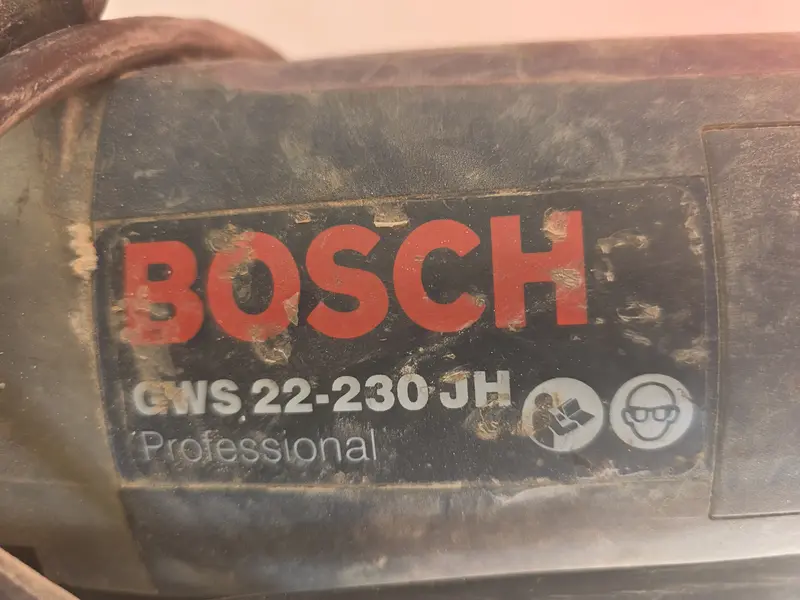 BOSCH
GWS 22-230 JH
Professional